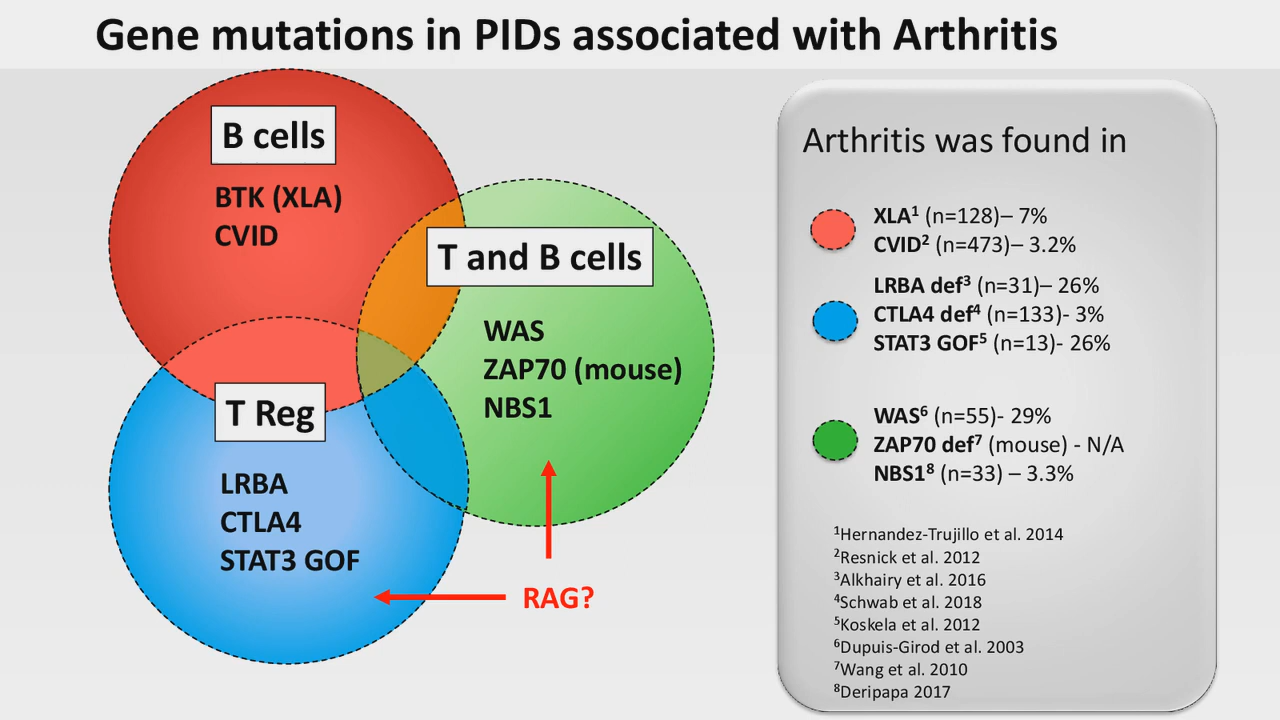 Gene mutations in PIDs associated with Arthritis
B cells
BTK (XLA)
CVID
T and B cells
WAS
ZAP70 (mouse)
NBS1
T Reg
LRBA
CTLA4
STAT3 GOF
RAG?
Arthritis was found in
XLA¹ (n=128)– 7%
CVID² (n=473)– 3.2%
LRBA def³ (n=31)– 26%
CTLA4 def⁴ (n=133)- 3%
STAT3 GOF⁵ (n=13)- 26%
WAS⁶ (n=55)- 29%
ZAP70 def⁷ (mouse) - N/A
NBS1⁸ (n=33) – 3.3%
¹Hernandez-Trujillo et al. 2014
²Resnick et al. 2012
³Alkhairy et al. 2016
⁴Schwab et al. 2018
⁵Koskela et al. 2012
⁶Dupuis-Girod et al. 2003
⁷Wang et al. 2010
⁸Deripapa 2017